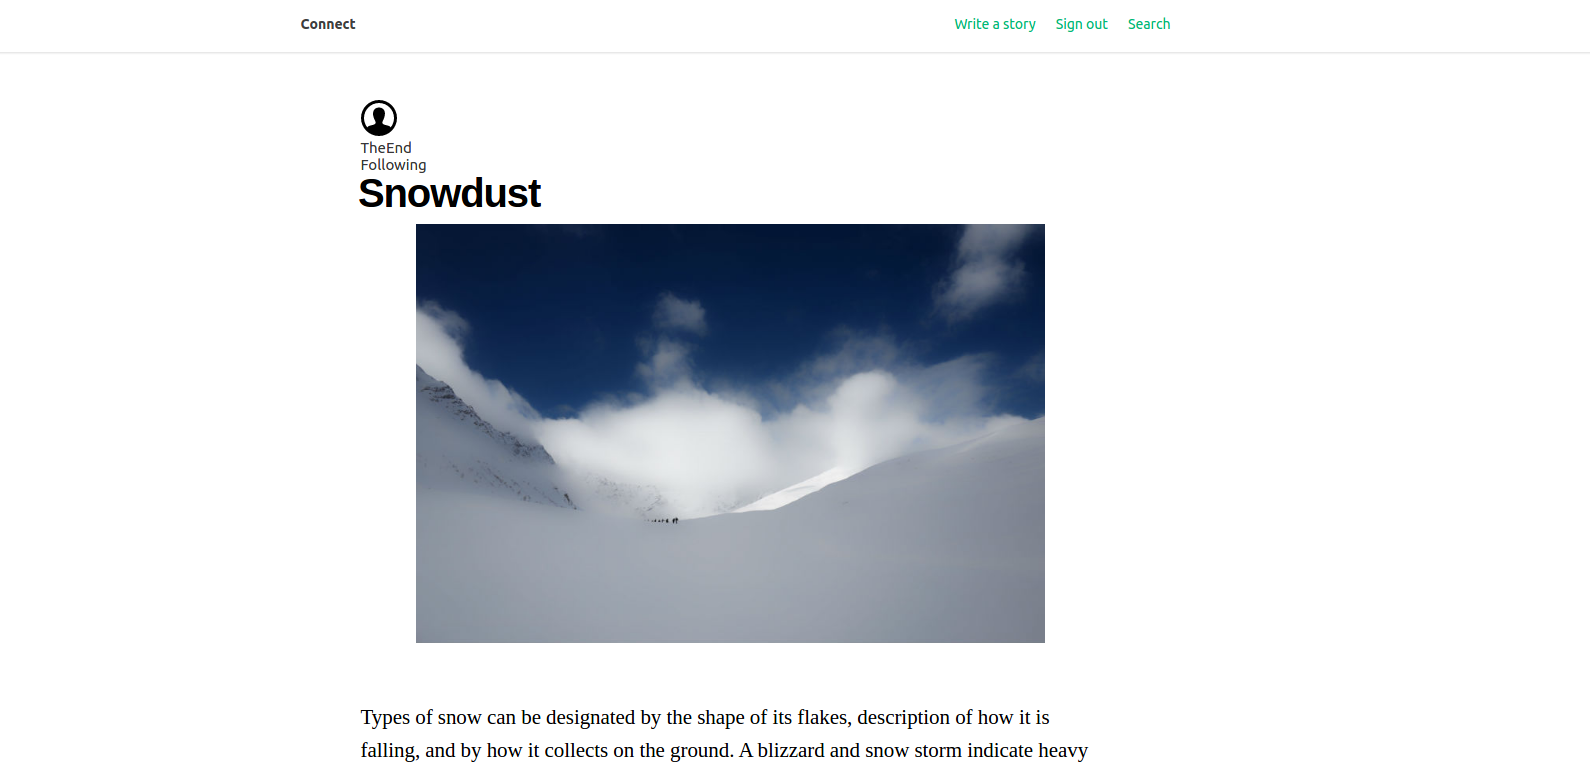 Connect
Write a story
Sign out
Search
TheEnd
Following
Snowdust
Types of snow can be designated by the shape of its flakes, description of how it is
falling, and by how it collects on the ground. A blizzard and snow storm indicate heavy